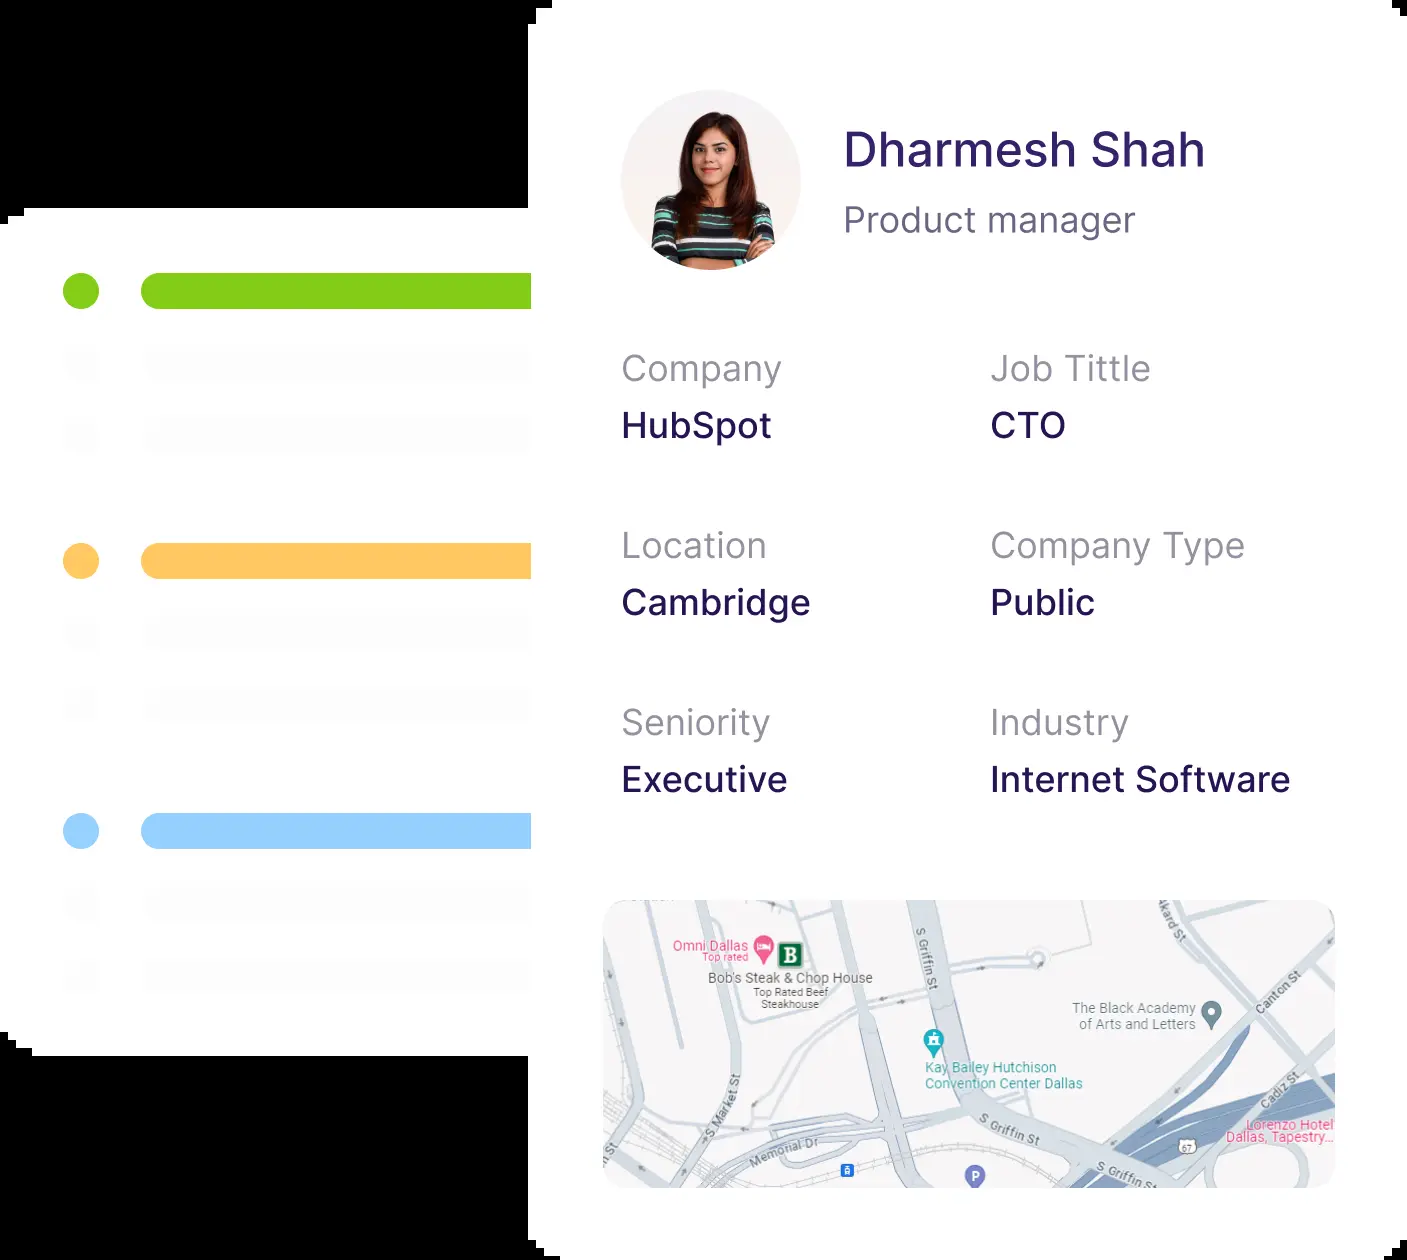 Dharmesh Shah
Product manager
Company
Job Tittle
HubSpot
CTO
Location
Company Type
Cambridge
Public
Seniority
Industry
Executive
Internet Software
Omni Dallas
Top rated
B
Bob's Steak & Chop House
Top Rated Beef
Steakhouse
S Griffin St
Akard St
Canton St
The Black Academy
of Arts and Letters
Kay Bailey Hutchison
Convention Center Dallas
S Market St
Cadiz St
S Griffin St
Lorenzo Hotel
Dallas, Tapestry...
Memorial Dr
67
S Griffin St
P